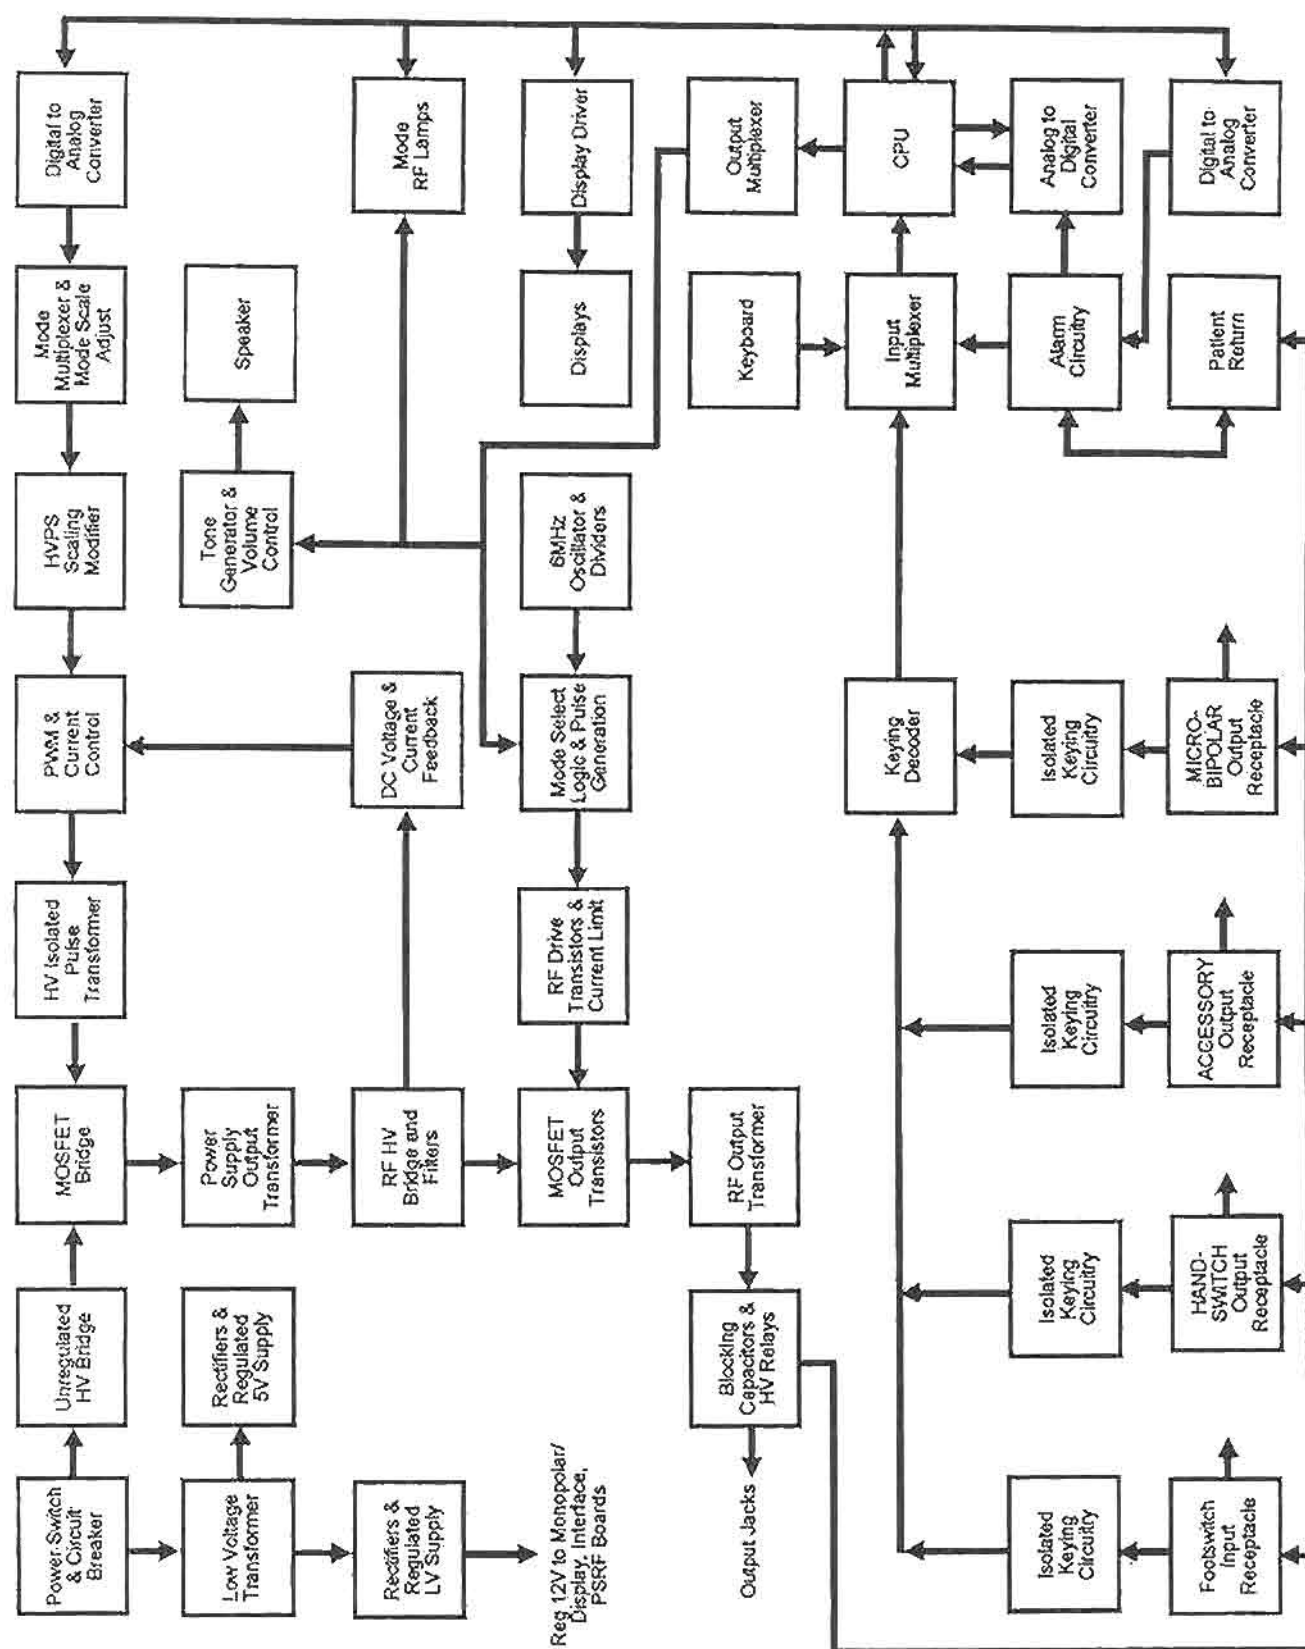 Power Switch
& Circuit
Breaker
Unregulated
HV Bridge
MOSFET
Bridge
HV Isolated
Pulse
Transformer
PWM &
Current
Control
HVPS
Scaling
Modifier
Mode
Multiplexer &
Mode Scale
Adjust
Digital to
Analog
Converter
Low Voltage
Transformer
Rectifiers &
Regulated
5V Supply
Power
Supply
Output
Transformer
Tone
Generator &
Volume
Control
Speaker
Rectifiers &
Regulated
LV Supply
RF HV
Bridge and
Filters
DC Voltage &
Current
Feedback
Mode
RF Lamps
Reg 12V to Monopolar/
Display, Interface,
PSRF Boards
MOSFET
Output
Transistors
RF Drive
Transistors &
Current Limit
Mode Select
Logic & Pulse
Generation
6MHz
Oscillator &
Dividers
Displays
Display Driver
Output Jacks
Blocking
Capacitors &
HV Relays
RF Output
Transformer
Keyboard
Output
Multiplexer
Keying
Decoder
Input
Multiplexer
CPU
Isolated
Keying
Circuitry
Isolated
Keying
Circuitry
Isolated
Keying
Circuitry
Isolated
Keying
Circuitry
Alarm
Circuitry
Analog to
Digital
Converter
Footswitch
Input
Receptacle
HAND-
SWITCH
Output
Receptacle
ACCESSORY
Output
Receptacle
MICRO-
BIPOLAR
Output
Receptacle
Patient
Return
Digital to
Analog
Converter